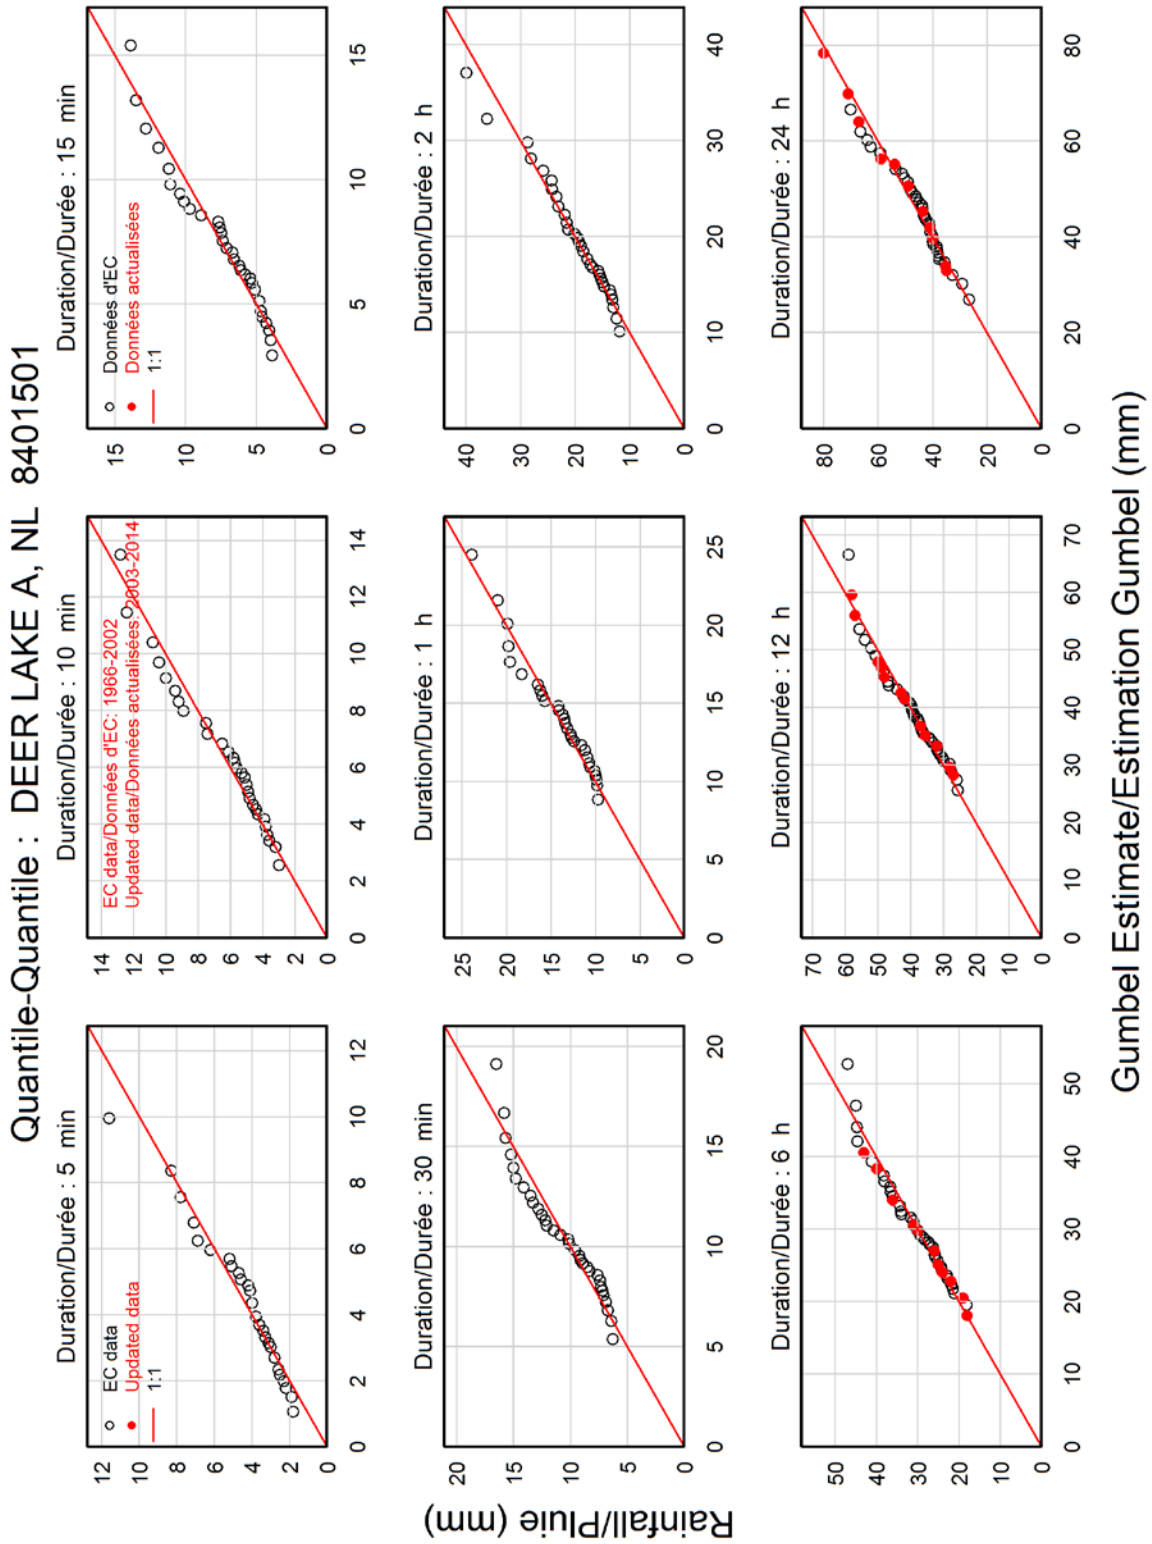 Quantile-Quantile : DEER LAKE A, NL 8401501
Duration/Durée : 5 min
EC data
Updated data
1:1
0 2 4 6 8 10 12
0 2 4 6 8 10 12
Duration/Durée : 10 min
EC data/Données d'EC: 1966-2002
Updated data/Données actualisées: 2003-2014
0 2 4 6 8 10 12 14
0 2 4 6 8 10 12 14
Duration/Durée : 15 min
Données d'EC
Données actualisées
1:1
0 5 10 15
0 5 10 15
Rainfall/Pluie (mm)
Duration/Durée : 30 min
0 5 10 15 20
0 5 10 15 20
Duration/Durée : 1 h
0 5 10 15 20 25
0 5 10 15 20 25
Duration/Durée : 2 h
0 10 20 30 40
0 10 20 30 40
Duration/Durée : 6 h
0 10 20 30 40 50
0 10 20 30 40 50
Duration/Durée : 12 h
0 10 20 30 40 50 60 70
0 10 20 30 40 50 60 70
Duration/Durée : 24 h
0 20 40 60 80
0 20 40 60 80
Gumbel Estimate/Estimation Gumbel (mm)